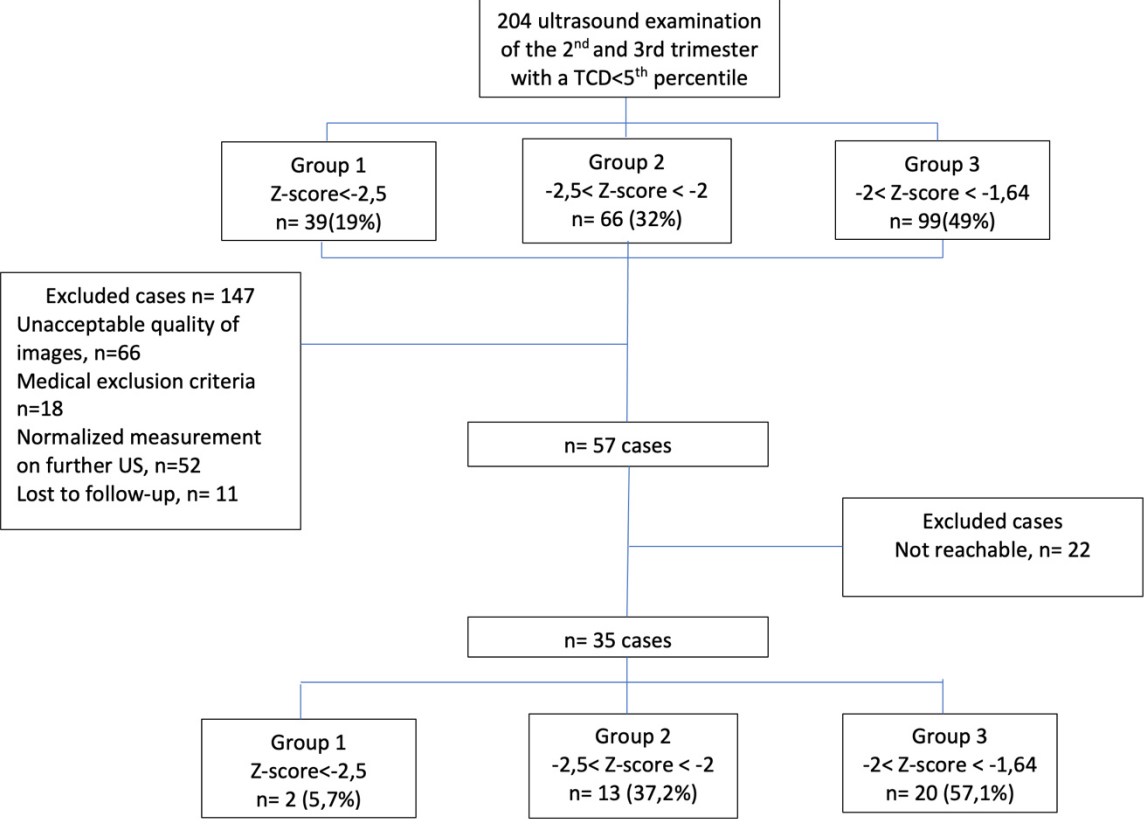 204 ultrasound examination
of the 2nd and 3rd trimester
with a TCD<5th percentile
Group 1
Z-score<-2,5
n= 39(19%)
Group 2
-2,5< Z-score < -2
n= 66 (32%)
Group 3
-2< Z-score < -1,64
n= 99(49%)
Excluded cases n= 147
Unacceptable quality of
images, n=66
Medical exclusion criteria
n=18
Normalized measurement
on further US, n=52
Lost to follow-up, n= 11
n= 57 cases
Excluded cases
Not reachable, n= 22
n= 35 cases
Group 1
Z-score<-2,5
n= 2 (5,7%)
Group 2
-2,5< Z-score < -2
n= 13 (37,2%)
Group 3
-2< Z-score < -1,64
n= 20 (57,1%)